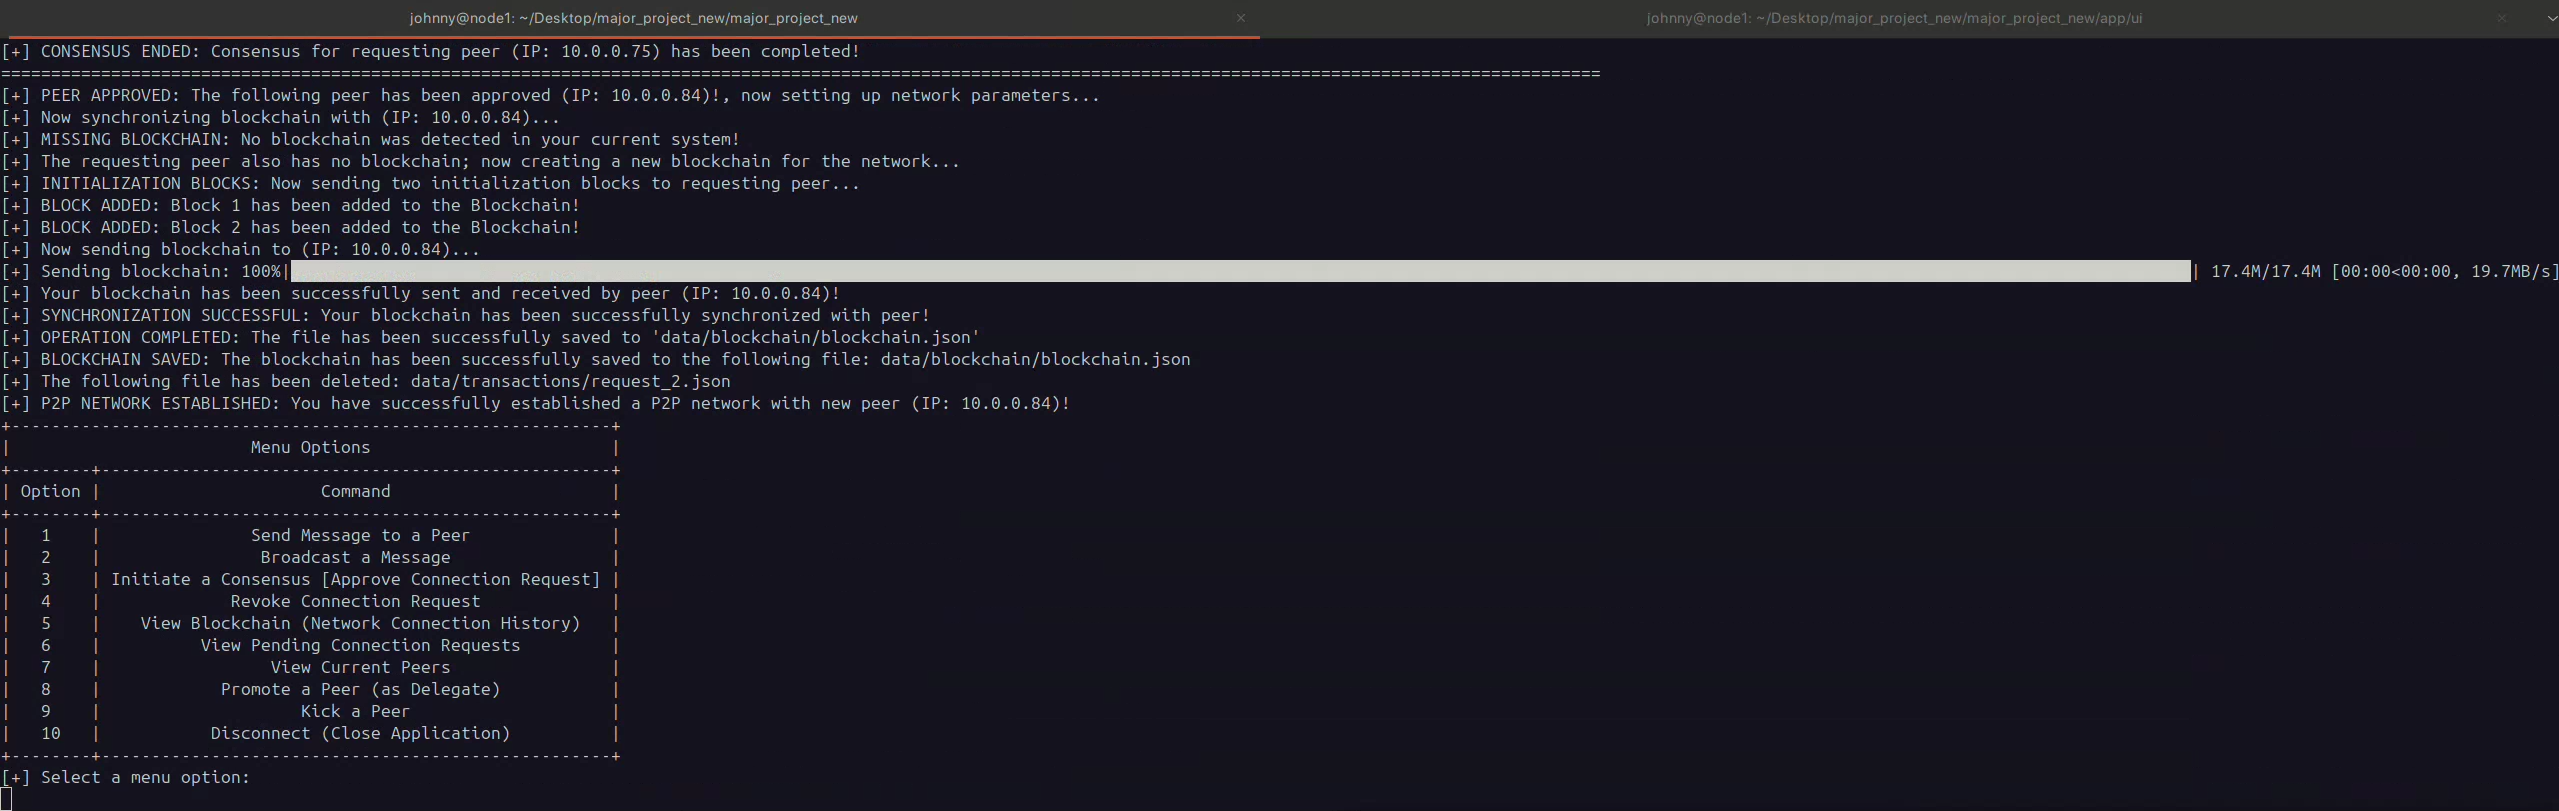 johnny@node1: ~/Desktop/major_project_new/major_project_new
johnny@node1: ~/Desktop/major_project_new/major_project_new/app/ui
[+] CONSENSUS ENDED: Consensus for requesting peer (IP: 10.0.0.75) has been completed!
================================================================================================================================================================
[+] PEER APPROVED: The following peer has been approved (IP: 10.0.0.84)!, now setting up network parameters...
[+] Now synchronizing blockchain with (IP: 10.0.0.84)...
[+] MISSING BLOCKCHAIN: No blockchain was detected in your current system!
[+] The requesting peer also has no blockchain; now creating a new blockchain for the network...
[+] INITIALIZATION BLOCKS: Now sending two initialization blocks to requesting peer...
[+] BLOCK ADDED: Block 1 has been added to the Blockchain!
[+] BLOCK ADDED: Block 2 has been added to the Blockchain!
[+] Now sending blockchain to (IP: 10.0.0.84)...
[+] Sending blockchain: 100%| | 17.4M/17.4M [00:00<00:00, 19.7MB/s]
[+] Your blockchain has been successfully sent and received by peer (IP: 10.0.0.84)!
[+] SYNCHRONIZATION SUCCESSFUL: Your blockchain has been successfully synchronized with peer!
[+] OPERATION COMPLETED: The file has been successfully saved to 'data/blockchain/blockchain.json'
[+] BLOCKCHAIN SAVED: The blockchain has been successfully saved to the following file: data/blockchain/blockchain.json
[+] The following file has been deleted: data/transactions/request_2.json
[+] P2P NETWORK ESTABLISHED: You have successfully established a P2P network with new peer (IP: 10.0.0.84)!
+------------------------------------------------------------+
| Menu Options |
+--------+---------------------------------------------------+
| Option | Command |
+--------+---------------------------------------------------+
| 1 | Send Message to a Peer |
| 2 | Broadcast a Message |
| 3 | Initiate a Consensus [Approve Connection Request] |
| 4 | Revoke Connection Request |
| 5 | View Blockchain (Network Connection History) |
| 6 | View Pending Connection Requests |
| 7 | View Current Peers |
| 8 | Promote a Peer (as Delegate) |
| 9 | Kick a Peer |
| 10 | Disconnect (Close Application) |
+--------+---------------------------------------------------+
[+] Select a menu option: